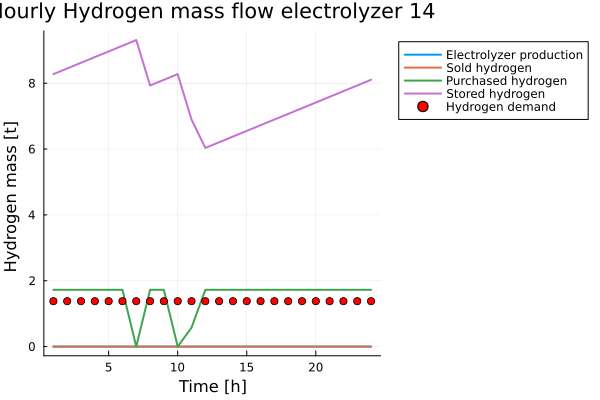 ourly Hydrogen mass flow electrolyzer 14
Electrolyzer production
Sold hydrogen
Purchased hydrogen
Stored hydrogen
Hydrogen demand
Hydrogen mass [t]
8
6
4
2
0
5
10
15
20
Time [h]